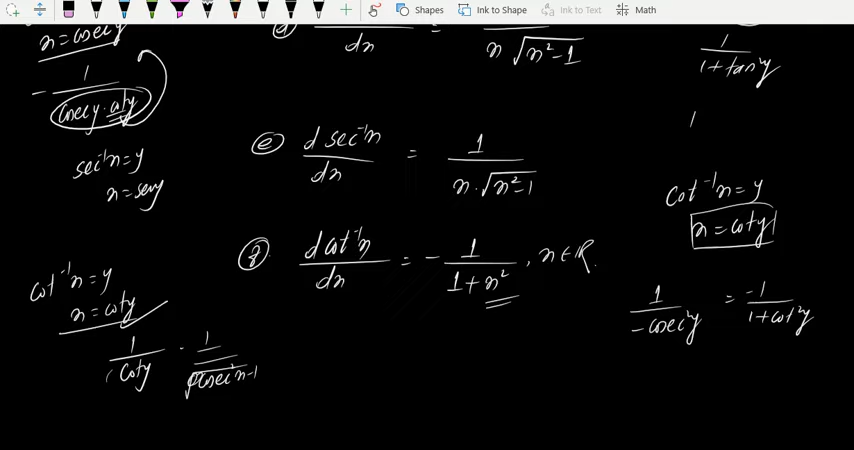 Shapes
Ink to Shape
Ink to Text
Math
x = cosec y
- 1 / (cosec y · cot y)
sec⁻¹x = y
x = sec y
cot⁻¹x = y
x = cot y
1 / cot y · 1 / √(cosec²x - 1)
(d) / dx = / x √(x² - 1)
(e) d sec⁻¹x / dx = 1 / (x · √(x² - 1))
(f) d cot⁻¹x / dx = - 1 / (1 + x²), x ∈ ℝ.
1 / (1 + tan²y)
1
cot⁻¹x = y
x = cot y
1 / (- cosec²y) = -1 / (1 + cot²y)